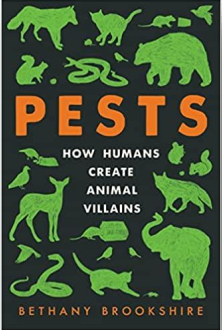 PESTS
HOW HUMANS
CREATE
ANIMAL
VILLAINS
BETHANY BROOKSHIRE